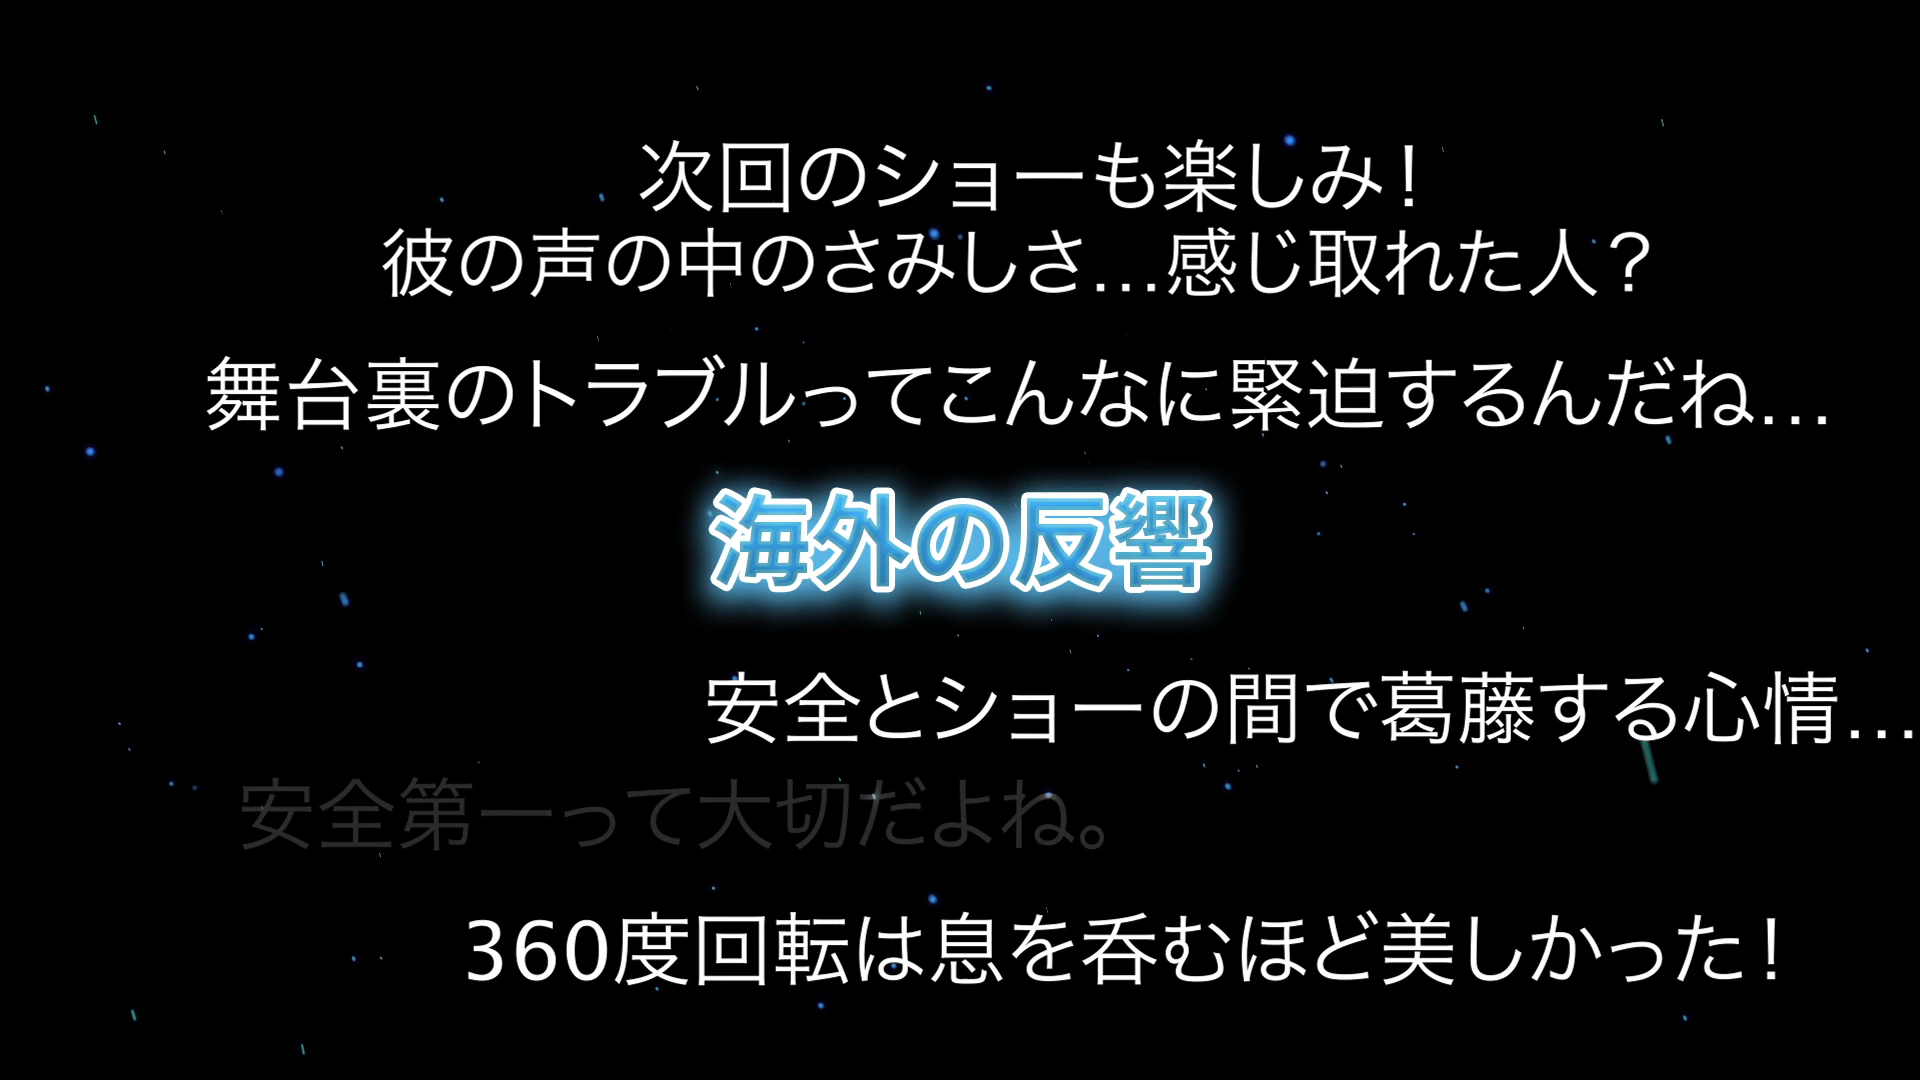 次回のショーも楽しみ！
彼の声の中のさみしさ…感じ取れた人？
舞台裏のトラブルってこんなに緊迫するんだね…
海外の反響
安全とショーの間で葛藤する心情…
安全第一って大切だよね。
360度回転は息を呑むほど美しかった！